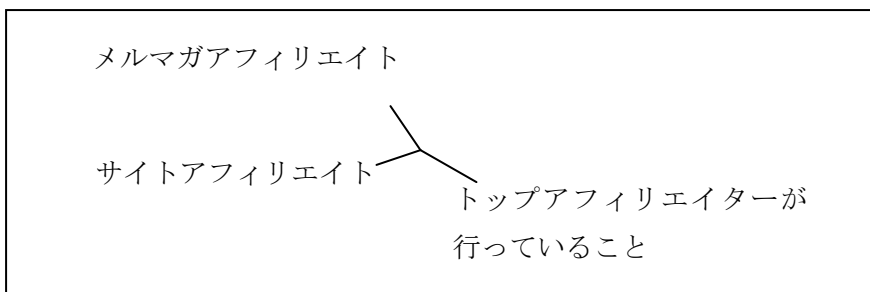 メルマガアフィリエイト
サイトアフィリエイト
トップアフィリエイターが
行っていること